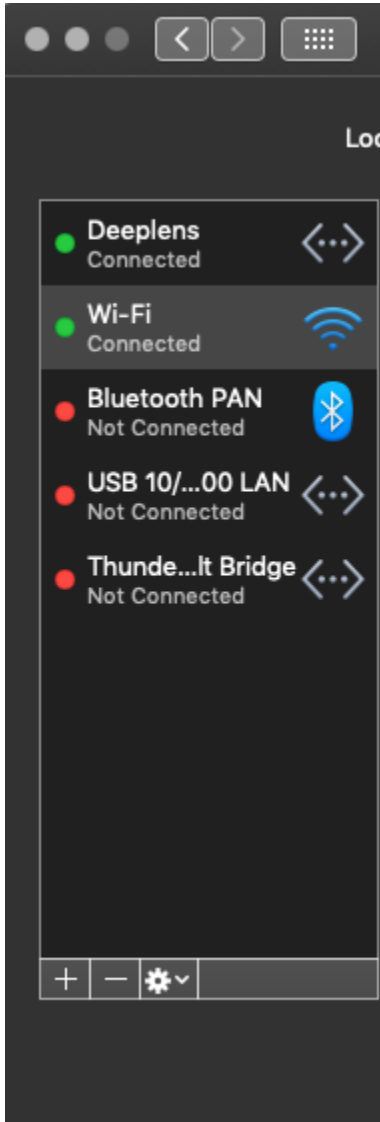 Loc
Deeplens
Connected
Wi-Fi
Connected
Bluetooth PAN
Not Connected
USB 10/...00 LAN
Not Connected
Thunde...lt Bridge
Not Connected